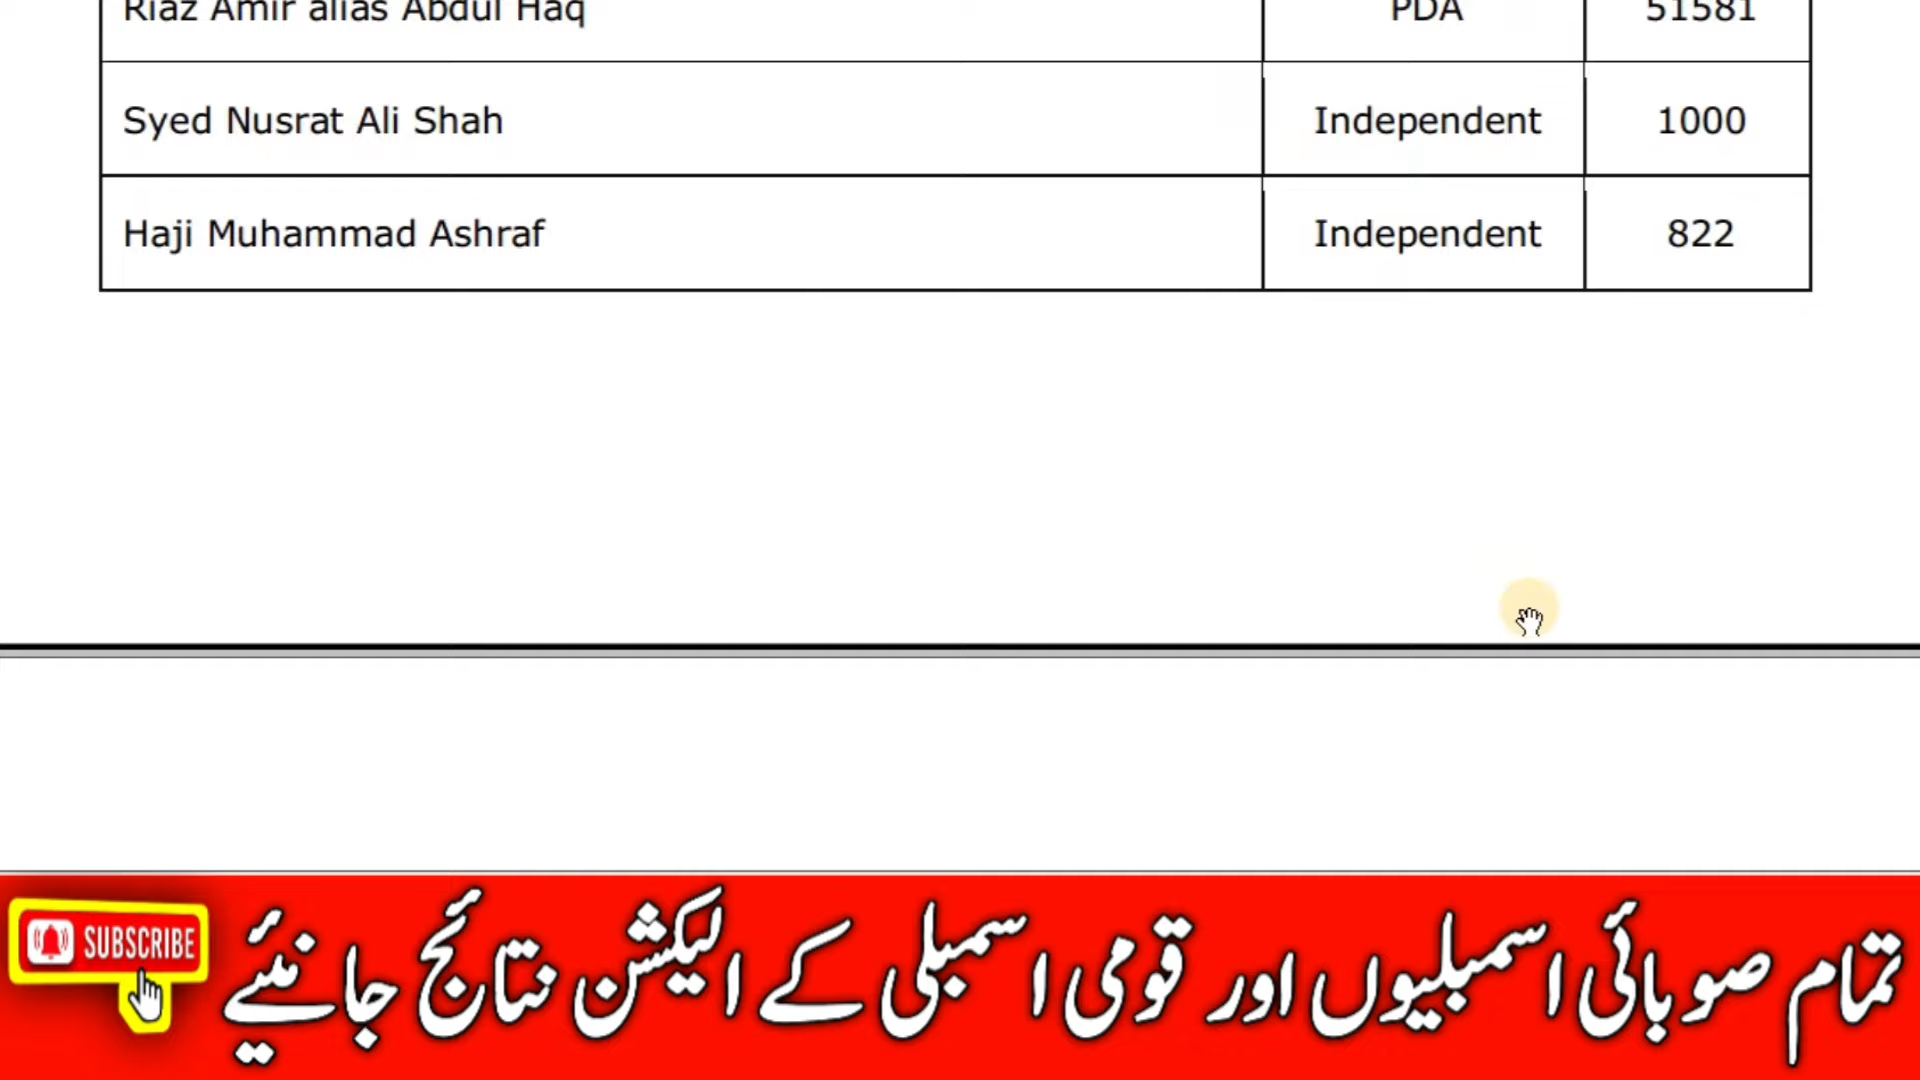 Riaz Amir alias Abdul Haq PDA 51581
Syed Nusrat Ali Shah Independent 1000
Haji Muhammad Ashraf Independent 822
SUBSCRIBE
تمام صوبائی اسمبلیوں اور قومی اسمبلی کے الیکشن نتائج جانیئے